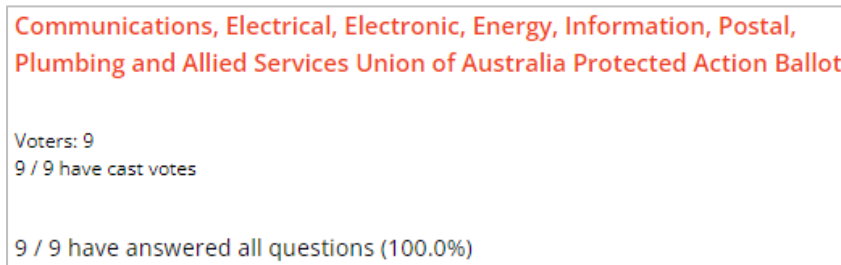 Communications, Electrical, Electronic, Energy, Information, Postal,
Plumbing and Allied Services Union of Australia Protected Action Ballot
Voters: 9
9 / 9 have cast votes
9 / 9 have answered all questions (100.0%)